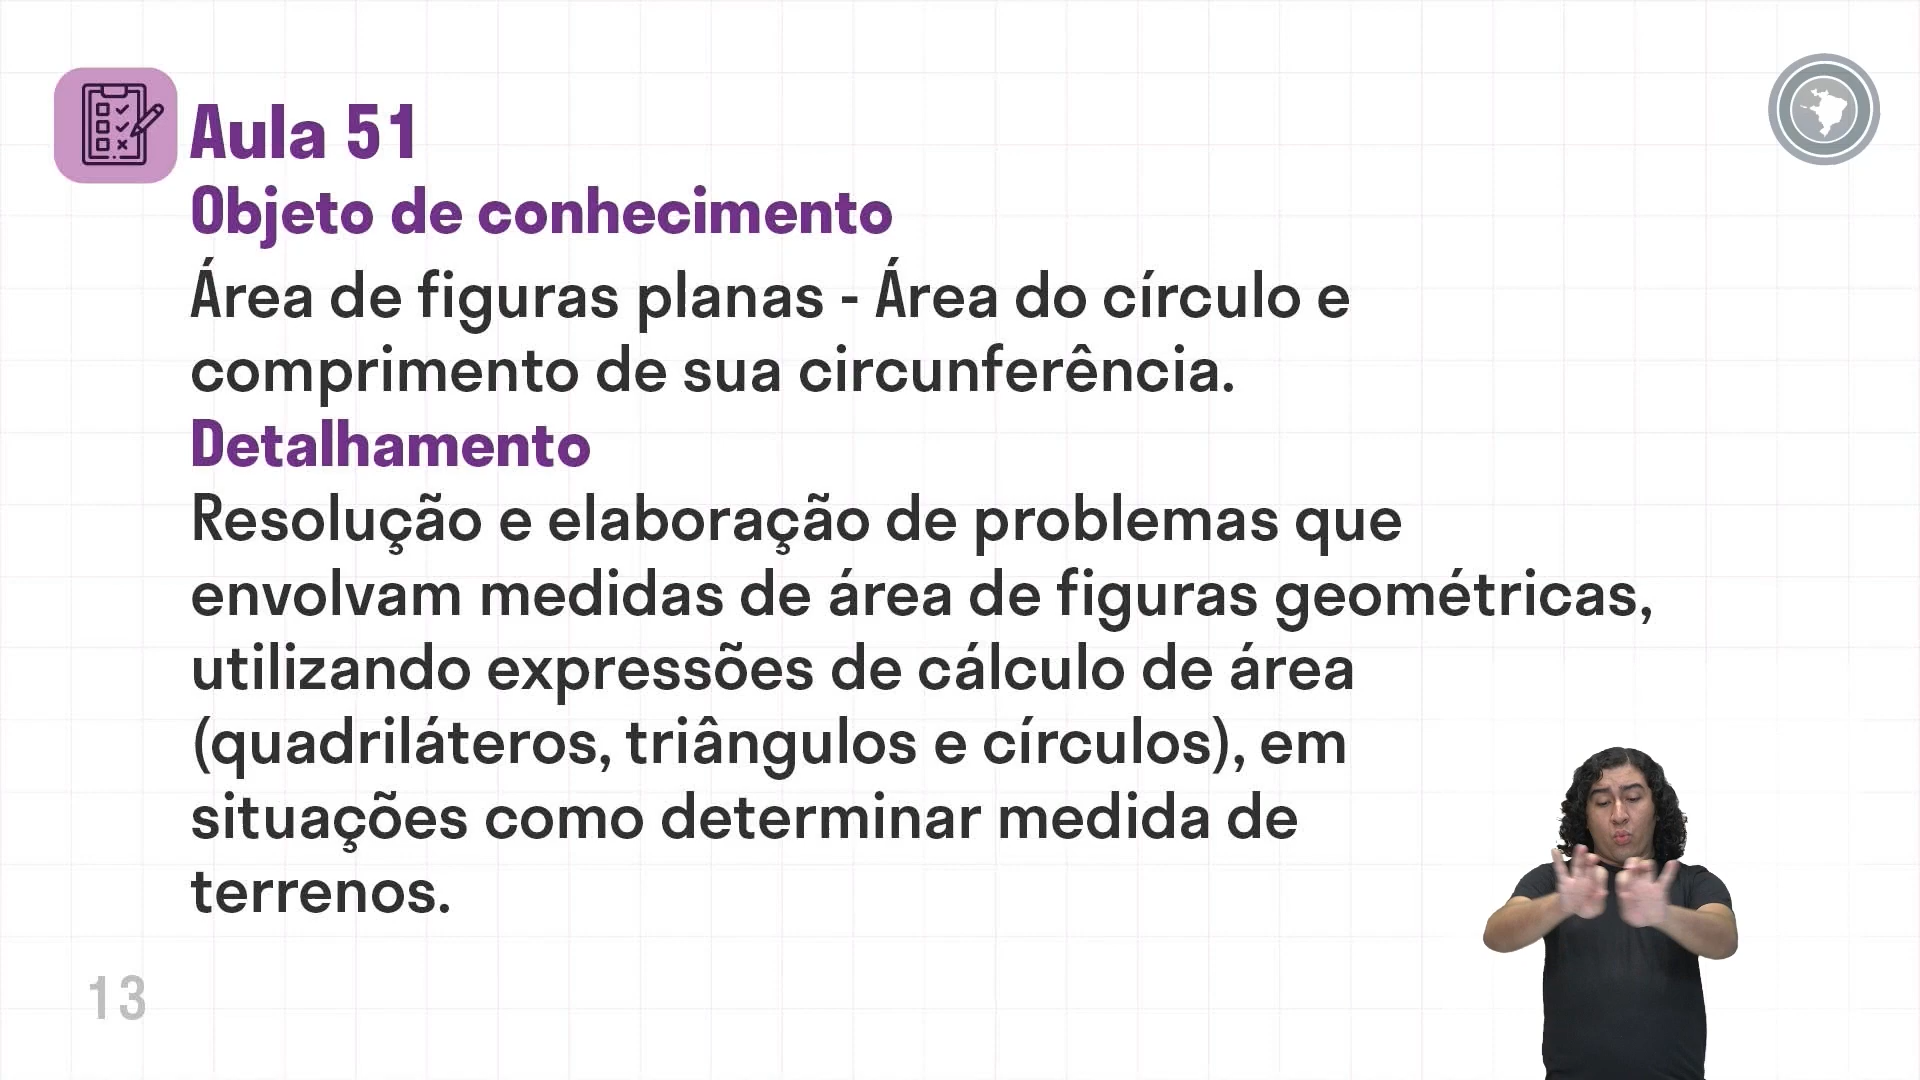 Aula 51
Objeto de conhecimento
Área de figuras planas - Área do círculo e
comprimento de sua circunferência.
Detalhamento
Resolução e elaboração de problemas que
envolvam medidas de área de figuras geométricas,
utilizando expressões de cálculo de área
(quadriláteros, triângulos e círculos), em
situações como determinar medida de
terrenos.
13